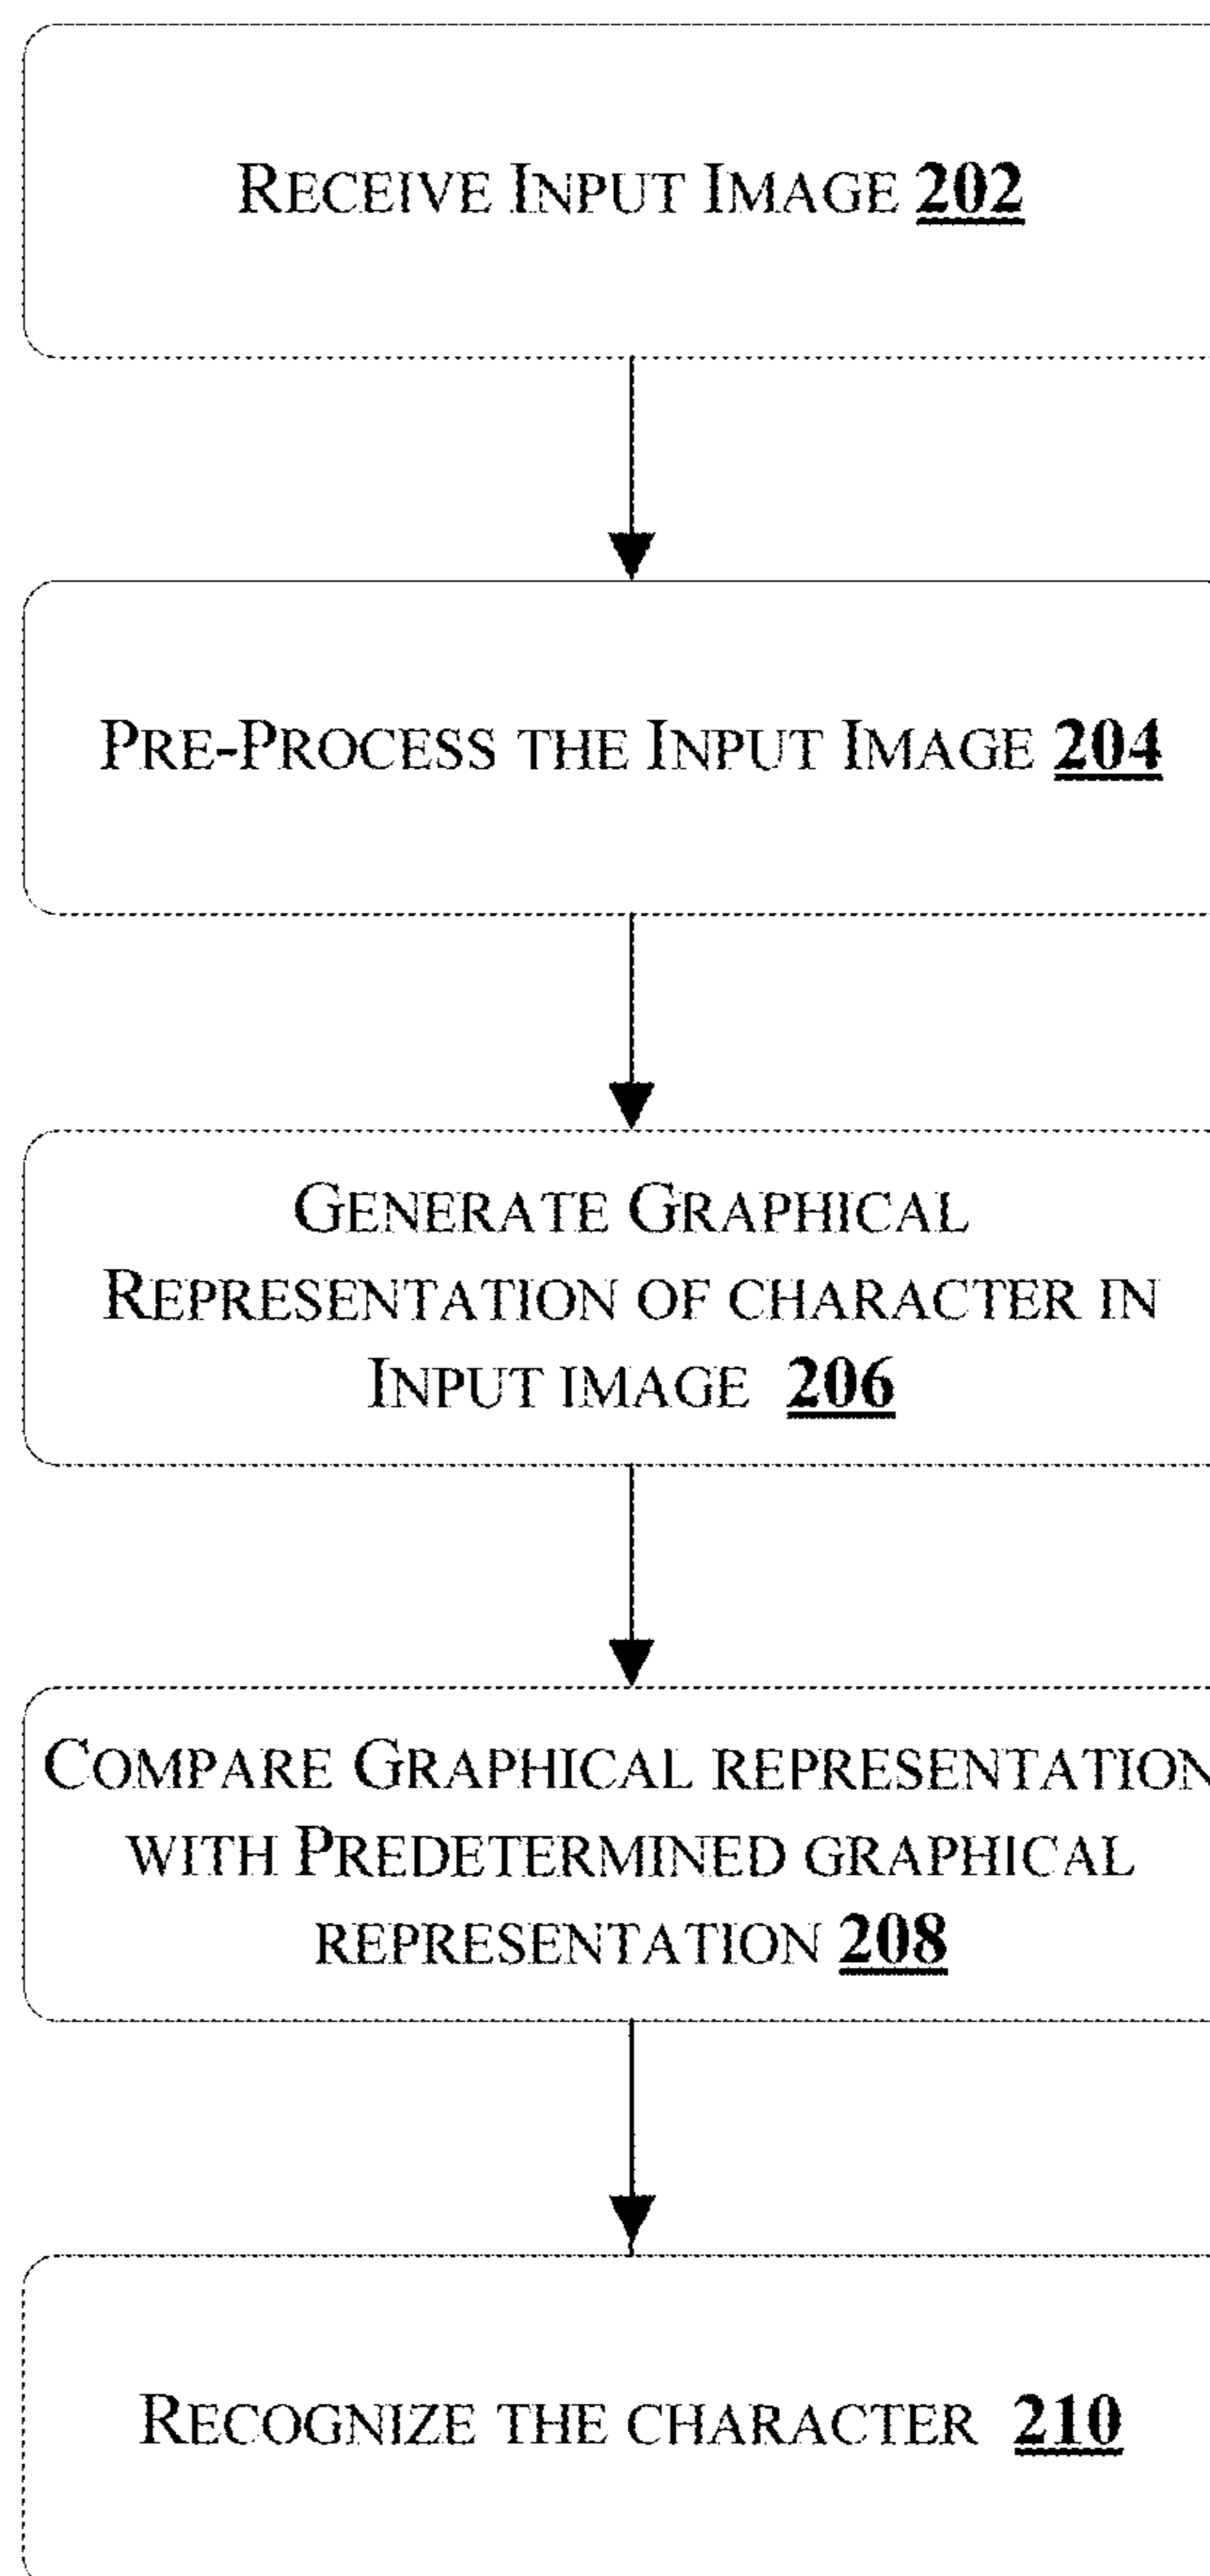 RECEIVE INPUT IMAGE 202
PRE-PROCESS THE INPUT IMAGE 204
GENERATE GRAPHICAL
REPRESENTATION OF CHARACTER IN
INPUT IMAGE 206
COMPARE GRAPHICAL REPRESENTATION
WITH PREDETERMINED GRAPHICAL
REPRESENTATION 208
RECOGNIZE THE CHARACTER 210